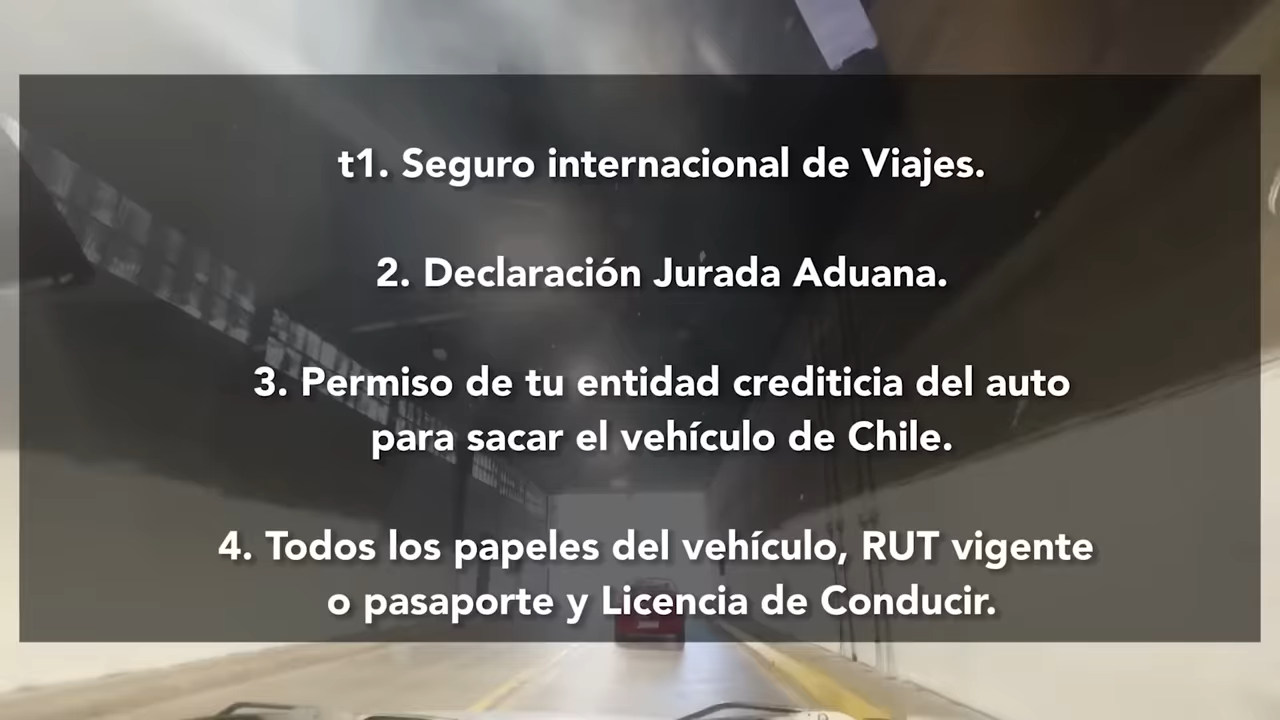 t1. Seguro internacional de Viajes.
2. Declaración Jurada Aduana.
3. Permiso de tu entidad crediticia del auto
para sacar el vehículo de Chile.
4. Todos los papeles del vehículo, RUT vigente
o pasaporte y Licencia de Conducir.